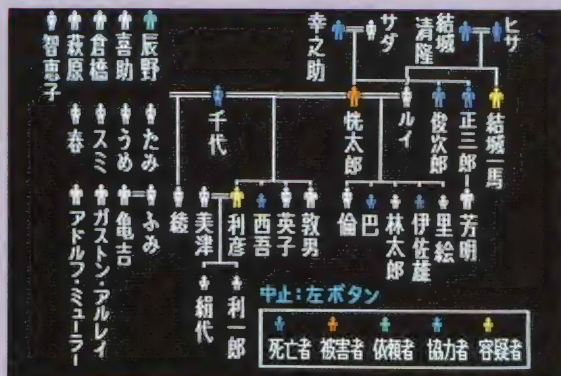 ヒサ
結城清隆
サダ
幸之助
辰野
喜助
倉橋
萩原
智恵子
結城一馬
正三郎
俊次郎
ルイ
恍太郎
千代
たみ
うめ
スミ
春
芳明
里絵
伊佐雄
林太郎
巴
倫
敦男
英子
酉吾
利彦
美津
綾
ふみ
亀吉
ガストン・アルレイ
アドルフ・ミューラー
利一郎
絹代
中止：左ボタン
死亡者 被害者 依頼者 協力者 容疑者